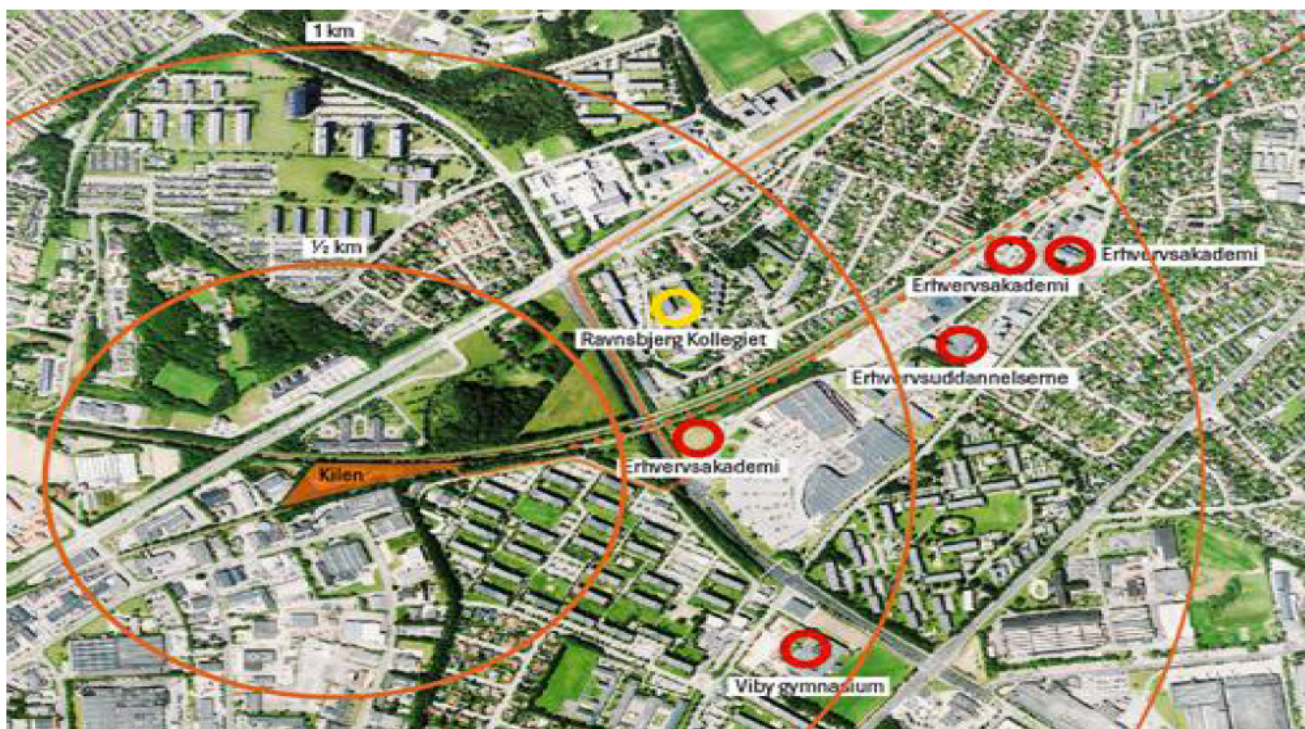 1 km
½ km
Erhvervsakademi
Erhvervsakademi
Ravnsbjerg Kollegiet
Erhvervsuddannelserne
Kilen
Erhvervsakademi
Viby gymnasium